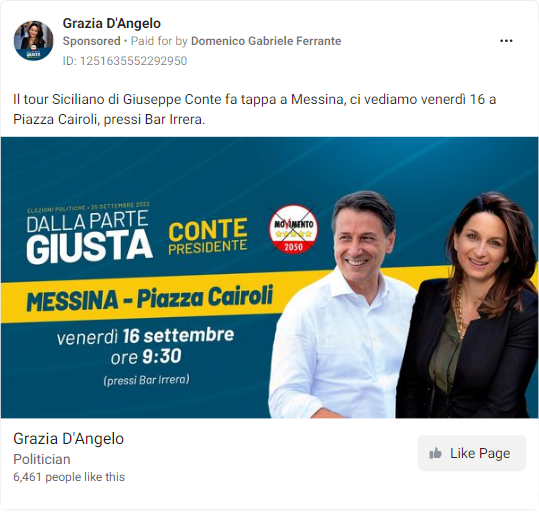 Grazia D'Angelo
Sponsored • Paid for by Domenico Gabriele Ferrante
ID: 1251635552292950
Il tour Siciliano di Giuseppe Conte fa tappa a Messina, ci vediamo venerdì 16 a
Piazza Cairoli, pressi Bar Irrera.
ELEZIONI POLITICHE • 25 SETTEMBRE 2022
DALLA PARTE
GIUSTA
CONTE
PRESIDENTE
MOVIMENTO
2050
MESSINA - Piazza Cairoli
venerdì 16 settembre
ore 9:30
(pressi Bar Irrera)
Grazia D'Angelo
Politician
6,461 people like this
Like Page